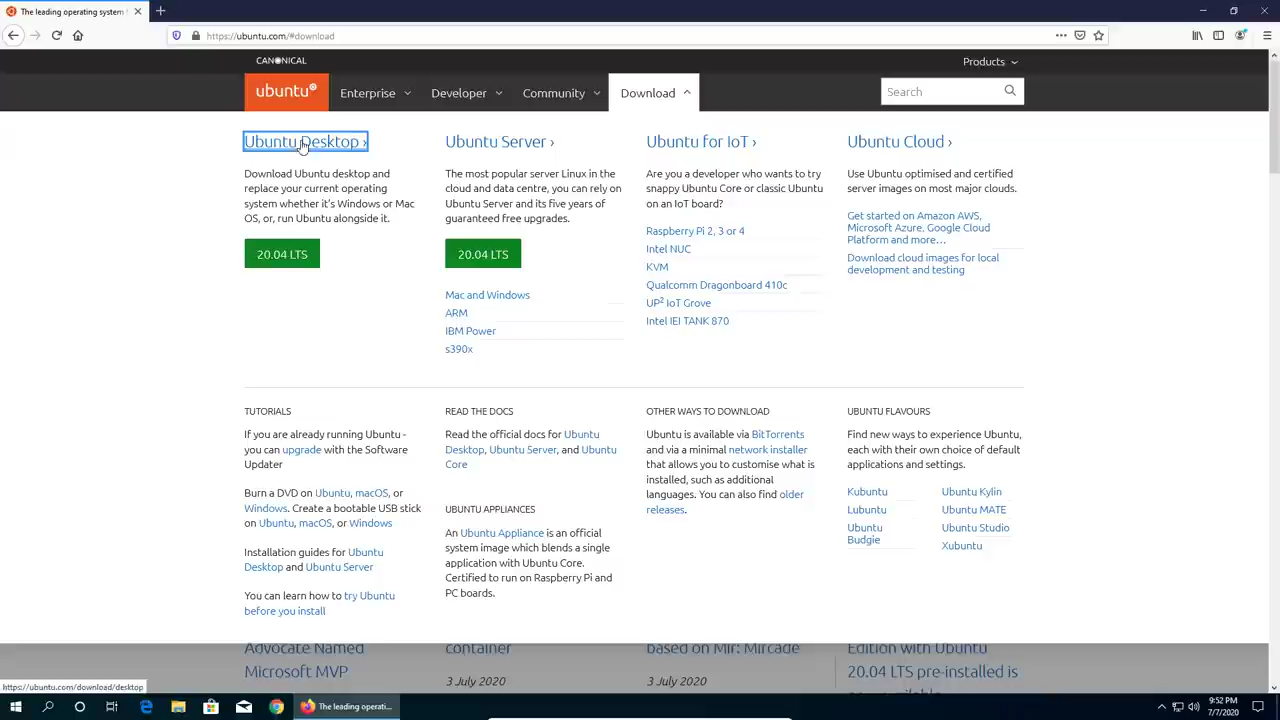 The leading operating system
https://ubuntu.com/#download
CANONICAL
Products
ubuntu®
Enterprise
Developer
Community
Download
Search
Ubuntu Desktop ›
Download Ubuntu desktop and
replace your current operating
system whether it's Windows or Mac
OS, or, run Ubuntu alongside it.
20.04 LTS
Ubuntu Server ›
The most popular server Linux in the
cloud and data centre, you can rely on
Ubuntu Server and its five years of
guaranteed free upgrades.
20.04 LTS
Mac and Windows
ARM
IBM Power
s390x
Ubuntu for IoT ›
Are you a developer who wants to try
snappy Ubuntu Core or classic Ubuntu
on an IoT board?
Raspberry Pi 2, 3 or 4
Intel NUC
KVM
Qualcomm Dragonboard 410c
UP² IoT Grove
Intel IEI TANK 870
Ubuntu Cloud ›
Use Ubuntu optimised and certified
server images on most major clouds.
Get started on Amazon AWS,
Microsoft Azure, Google Cloud
Platform and more…
Download cloud images for local
development and testing
TUTORIALS
If you are already running Ubuntu -
you can upgrade with the Software
Updater
Burn a DVD on Ubuntu, macOS, or
Windows. Create a bootable USB stick
on Ubuntu, macOS, or Windows
Installation guides for Ubuntu
Desktop and Ubuntu Server
You can learn how to try Ubuntu
before you install
READ THE DOCS
Read the official docs for Ubuntu
Desktop, Ubuntu Server, and Ubuntu
Core
UBUNTU APPLIANCES
An Ubuntu Appliance is an official
system image which blends a single
application with Ubuntu Core.
Certified to run on Raspberry Pi and
PC boards.
OTHER WAYS TO DOWNLOAD
Ubuntu is available via BitTorrents
and via a minimal network installer
that allows you to customise what is
installed, such as additional
languages. You can also find older
releases.
UBUNTU FLAVOURS
Find new ways to experience Ubuntu,
each with their own choice of default
applications and settings.
Kubuntu
Lubuntu
Ubuntu
Budgie
Ubuntu Kylin
Ubuntu MATE
Ubuntu Studio
Xubuntu
Advocate Named
Microsoft MVP
container
3 July 2020
based on Mir: Mircade
3 July 2020
Edition with Ubuntu
20.04 LTS pre-installed is
https://ubuntu.com/download/desktop
The leading operati...
9:52 PM
7/7/2020